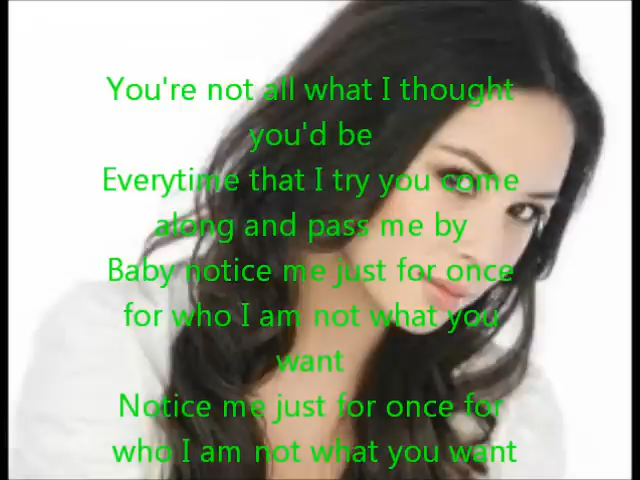 You're not all what I thought
you'd be
Everytime that I try you come
along and pass me by
Baby notice me just for once
for who I am not what you
want
Notice me just for once for
who I am not what you want